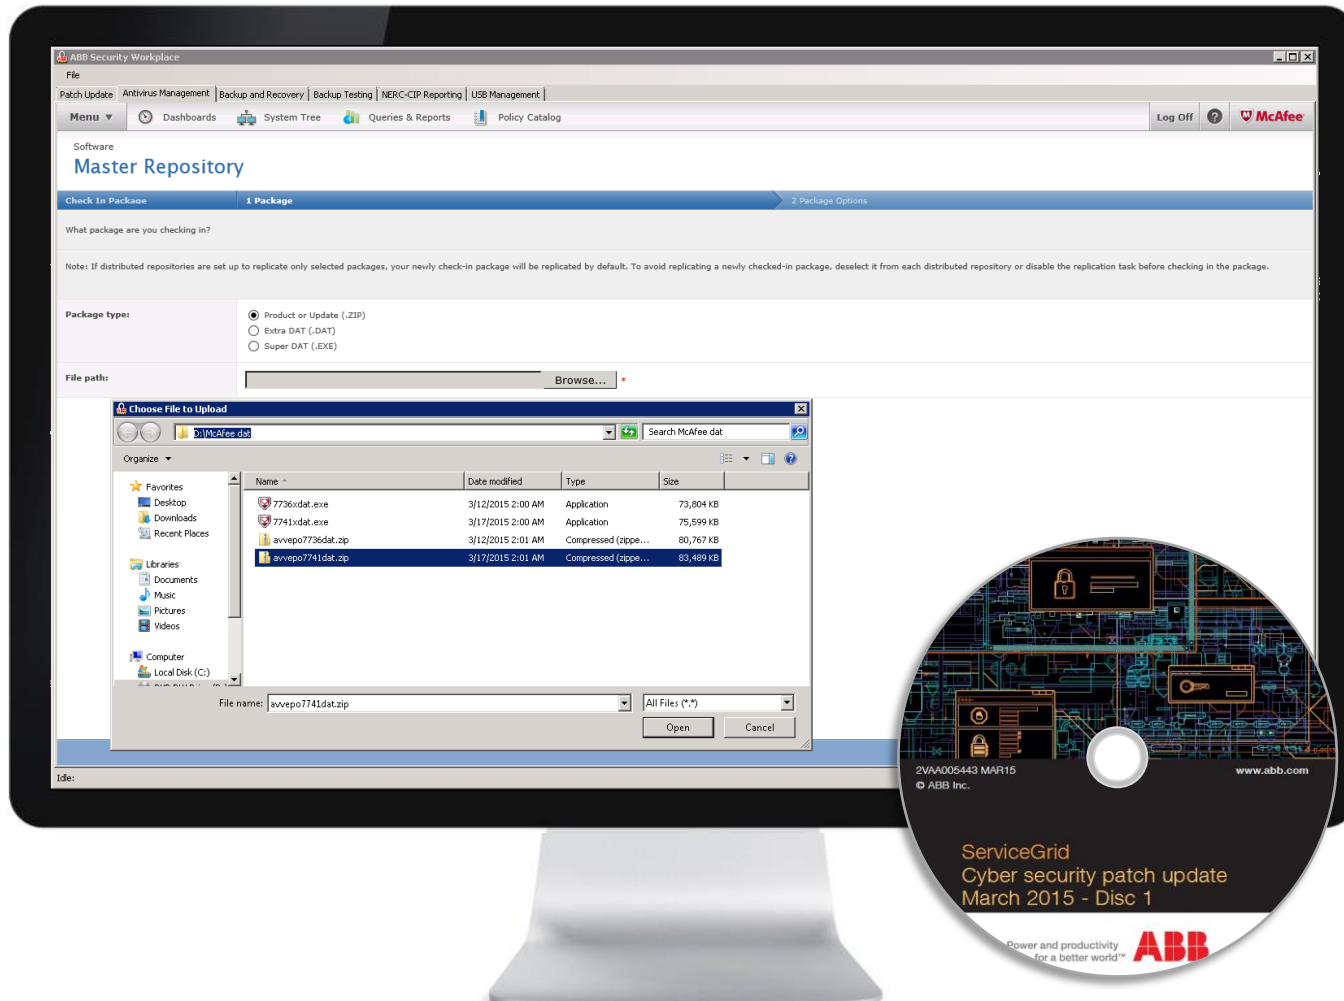 ABB Security Workplace
File
Patch Update Antivirus Management Backup and Recovery Backup Testing NERC-CIP Reporting USB Management
Menu ▼ Dashboards System Tree Queries & Reports Policy Catalog Log Off ? McAfee
Software
Master Repository
Check In Package 1 Package 2 Package Options
What package are you checking in?
Note: If distributed repositories are set up to replicate only selected packages, your newly check-in package will be replicated by default. To avoid replicating a newly checked-in package, deselect it from each distributed repository or disable the replication task before checking in the package.
Package type: Product or Update (.ZIP)
Extra DAT (.DAT)
Super DAT (.EXE)
File path: Browse... *
Choose File to Upload
D:\McAfee dat Search McAfee dat
Organize ▼
Name Date modified Type Size
Favorites
Desktop
Downloads
Recent Places
Libraries
Documents
Music
Pictures
Videos
Computer
Local Disk (C:)
7736xdat.exe 3/12/2015 2:00 AM Application 73,804 KB
7741xdat.exe 3/17/2015 2:00 AM Application 75,599 KB
avvepo7736dat.zip 3/12/2015 2:01 AM Compressed (zippe... 80,767 KB
avvepo7741dat.zip 3/17/2015 2:01 AM Compressed (zippe... 83,489 KB
File name: avvepo7741dat.zip All Files (*.*)
Open Cancel
Idle:
2VAA005443 MAR15 www.abb.com
© ABB Inc.
ServiceGrid
Cyber security patch update
March 2015 - Disc 1
Power and productivity
for a better world™ ABB